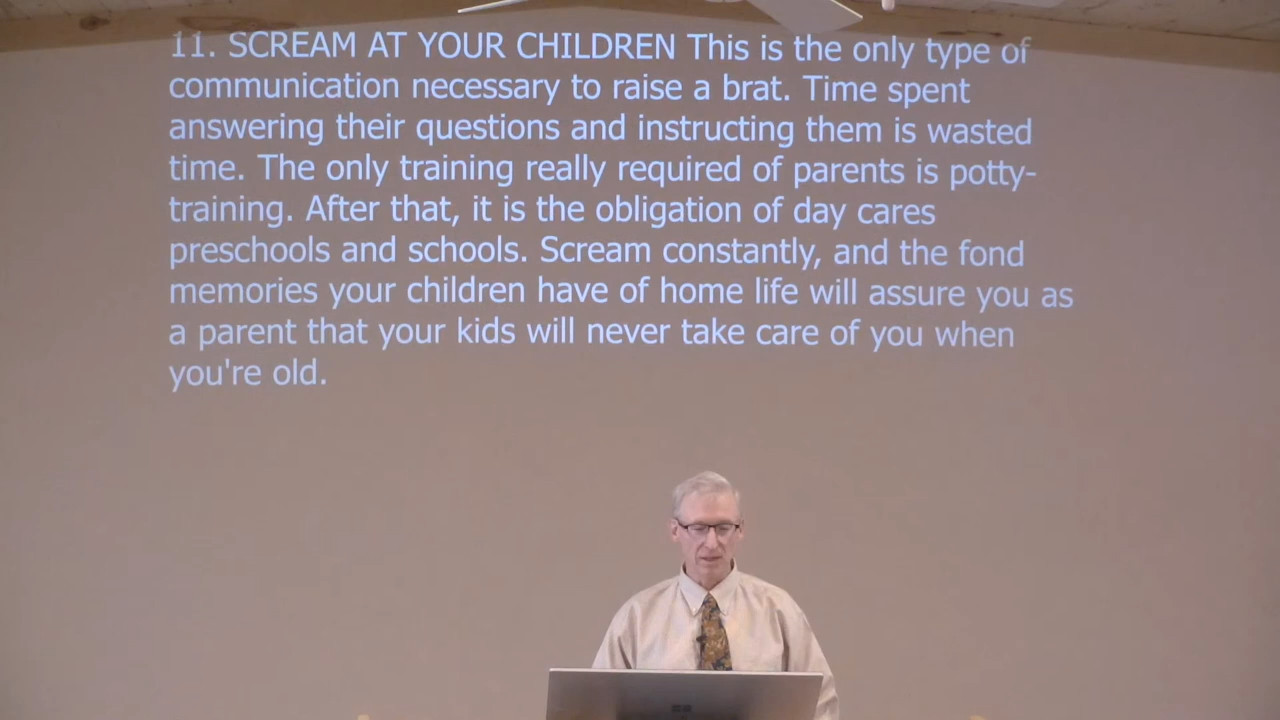 11. SCREAM AT YOUR CHILDREN This is the only type of
communication necessary to raise a brat. Time spent
answering their questions and instructing them is wasted
time. The only training really required of parents is potty-
training. After that, it is the obligation of day cares
preschools and schools. Scream constantly, and the fond
memories your children have of home life will assure you as
a parent that your kids will never take care of you when
you're old.